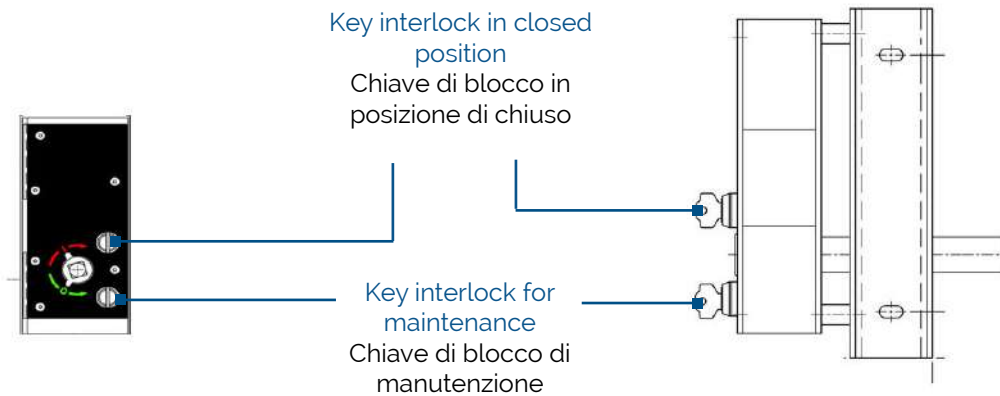 Key interlock in closed
position
Chiave di blocco in
posizione di chiuso
Key interlock for
maintenance
Chiave di blocco di
manutenzione